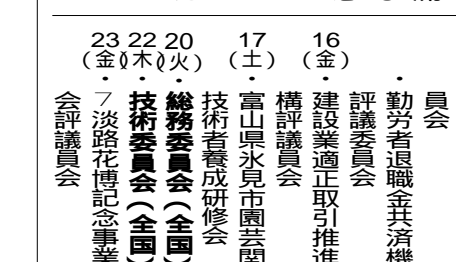 員会
・勤労者退職金共済機
評議委員会
16(金)・建設業適正取引推進
構評議員会
17(土)・富山県氷見市園芸関
技術者養成研修会
20(火)・総務委員会(全国)
22(木)・技術委員会(全国)
23(金)・フ淡路花博記念事業
会評議員会